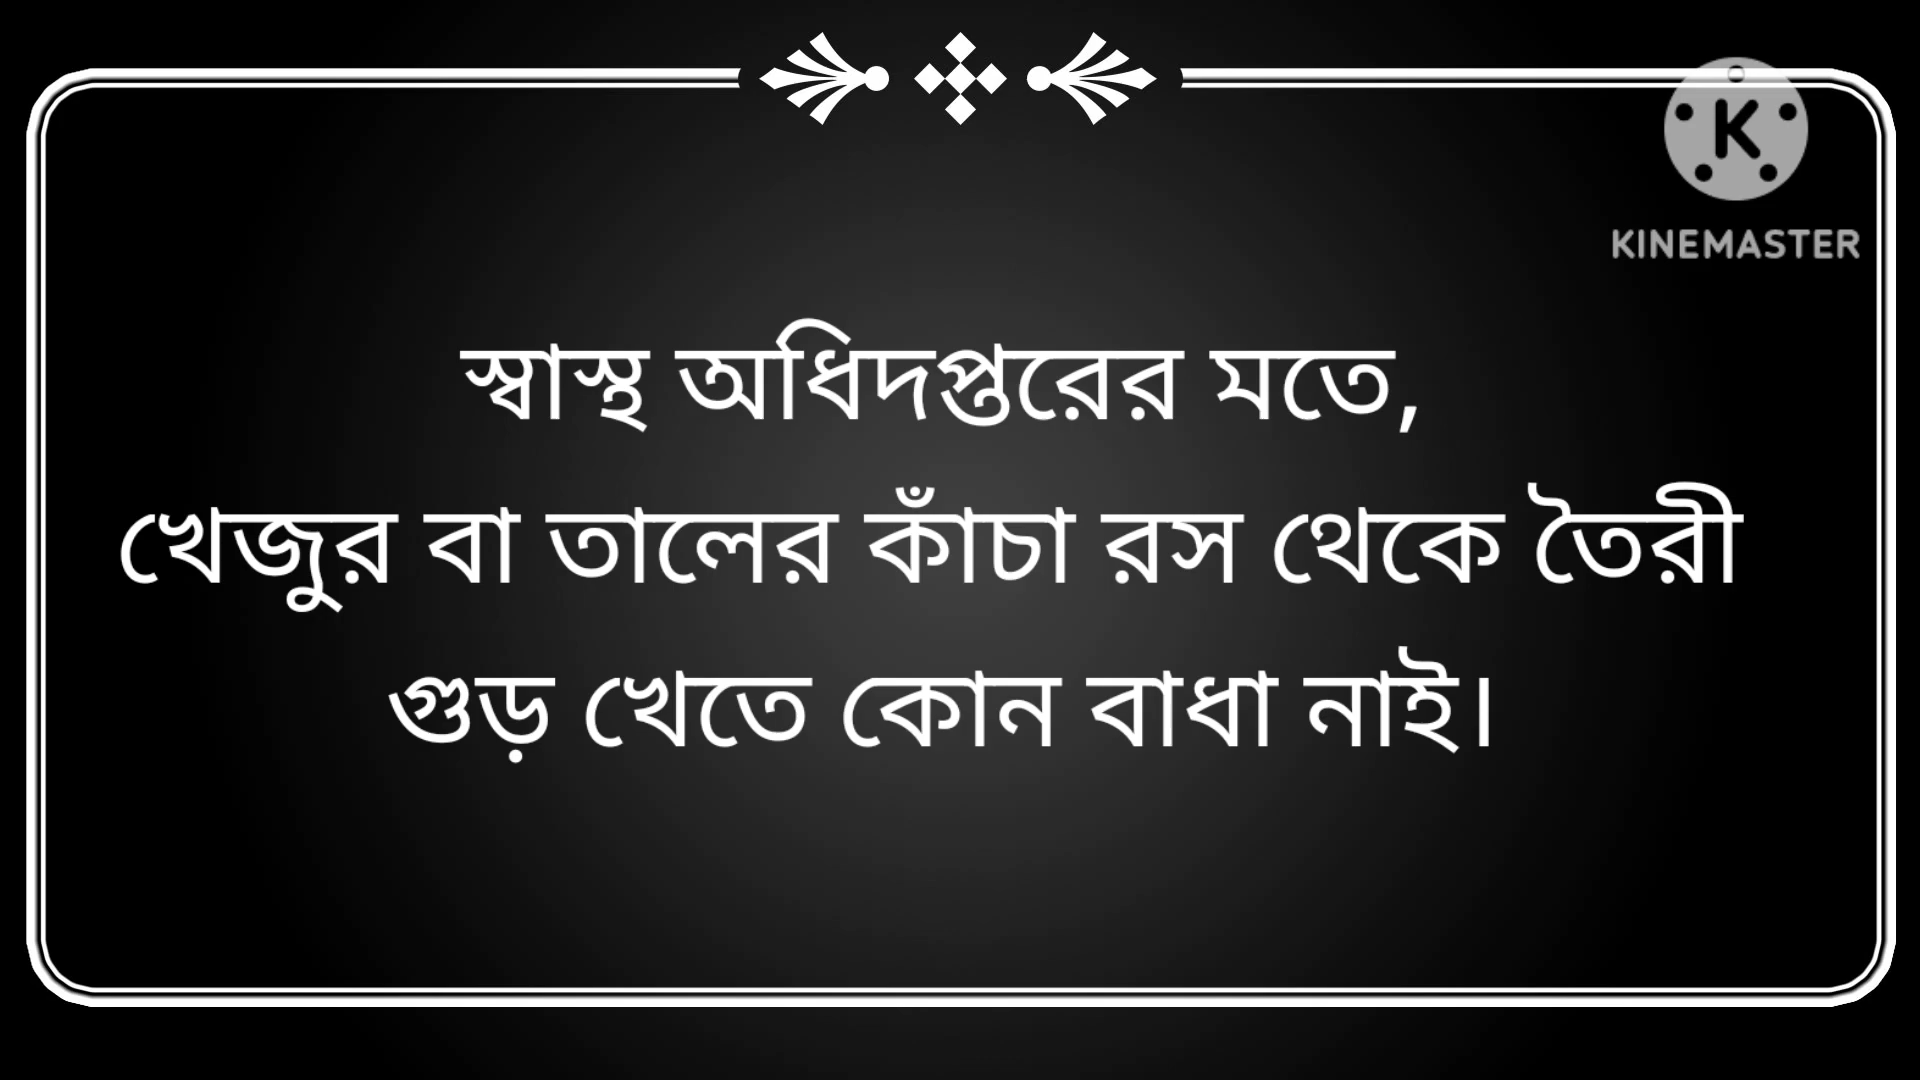 KINEMASTER
স্বাস্থ অধিদপ্তরের মতে,
খেজুর বা তালের কাঁচা রস থেকে তৈরী
গুড় খেতে কোন বাধা নাই।